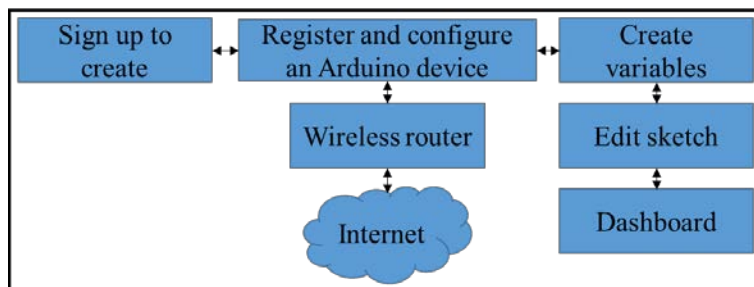 Sign up to
create
Register and configure
an Arduino device
Create
variables
Wireless router
Edit sketch
Internet
Dashboard